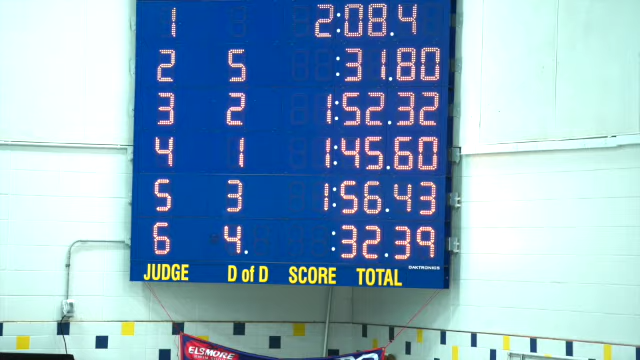 1 2:08.4
2 5 :31.80
3 2 1:52.32
4 1 1:45.60
5 3 1:56.43
6 4. :32.39
DAKTRONICS
JUDGE D of D SCORE TOTAL
ELSMORE